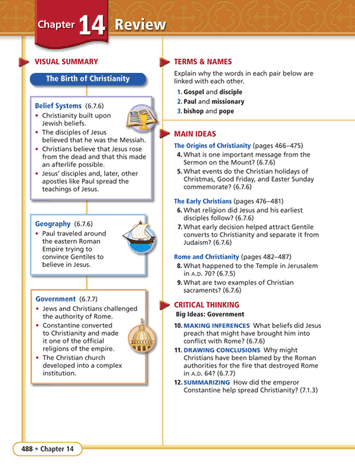 Chapter 14 Review
VISUAL SUMMARY
The Birth of Christianity
Belief Systems (6.7.6)
• Christianity built upon
Jewish beliefs.
• The disciples of Jesus
believed that he was the Messiah.
• Christians believe that Jesus rose
from the dead and that this made
an afterlife possible.
• Jesus' disciples and, later, other
apostles like Paul spread the
teachings of Jesus.
Geography (6.7.6)
• Paul traveled around
the eastern Roman
Empire trying to
convince Gentiles to
believe in Jesus.
Government (6.7.7)
• Jews and Christians challenged
the authority of Rome.
• Constantine converted
to Christianity and made
it one of the official
religions of the empire.
• The Christian church
developed into a complex
institution.
TERMS & NAMES
Explain why the words in each pair below are
linked with each other.
1. Gospel and disciple
2. Paul and missionary
3. bishop and pope
MAIN IDEAS
The Origins of Christianity (pages 466–475)
4. What is one important message from the
Sermon on the Mount? (6.7.6)
5. What events do the Christian holidays of
Christmas, Good Friday, and Easter Sunday
commemorate? (6.7.6)
The Early Christians (pages 476–481)
6. What religion did Jesus and his earliest
disciples follow? (6.7.6)
7. What early decision helped attract Gentile
converts to Christianity and separate it from
Judaism? (6.7.6)
Rome and Christianity (pages 482–487)
8. What happened to the Temple in Jerusalem
in A.D. 70? (6.7.5)
9. What are two examples of Christian
sacraments? (6.7.6)
CRITICAL THINKING
Big Ideas: Government
10. MAKING INFERENCES What beliefs did Jesus
preach that might have brought him into
conflict with Rome? (6.7.6)
11. DRAWING CONCLUSIONS Why might
Christians have been blamed by the Roman
authorities for the fire that destroyed Rome
in A.D. 64? (6.7.7)
12. SUMMARIZING How did the emperor
Constantine help spread Christianity? (7.1.3)
488 • Chapter 14